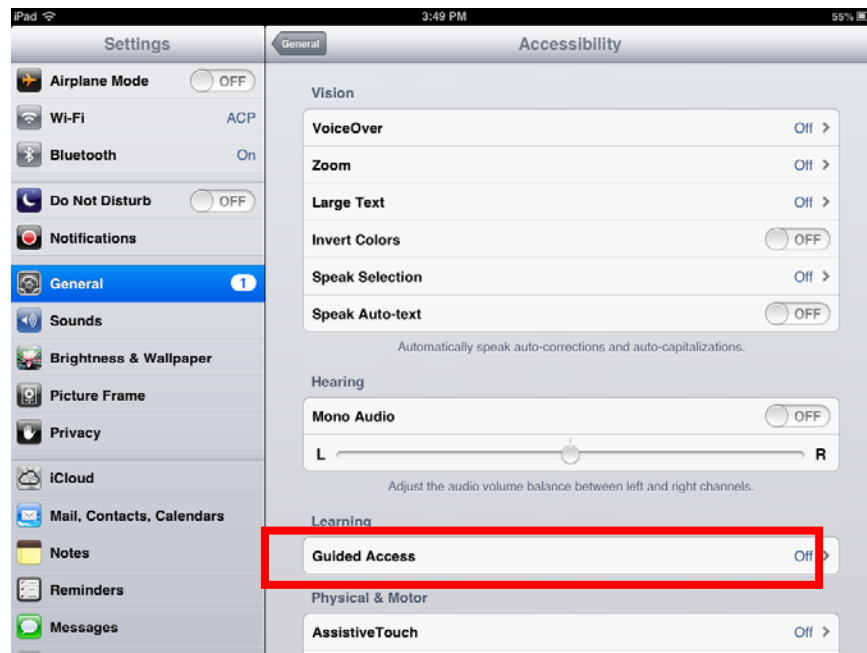 iPad 3:49 PM 55%
Settings
General Accessibility
Airplane Mode OFF
Wi-Fi ACP
Bluetooth On
Do Not Disturb OFF
Notifications
General 1
Sounds
Brightness & Wallpaper
Picture Frame
Privacy
iCloud
Mail, Contacts, Calendars
Notes
Reminders
Messages
Vision
VoiceOver Off
Zoom Off
Large Text Off
Invert Colors OFF
Speak Selection Off
Speak Auto-text OFF
Automatically speak auto-corrections and auto-capitalizations.
Hearing
Mono Audio OFF
L R
Adjust the audio volume balance between left and right channels.
Learning
Guided Access Off
Physical & Motor
AssistiveTouch Off